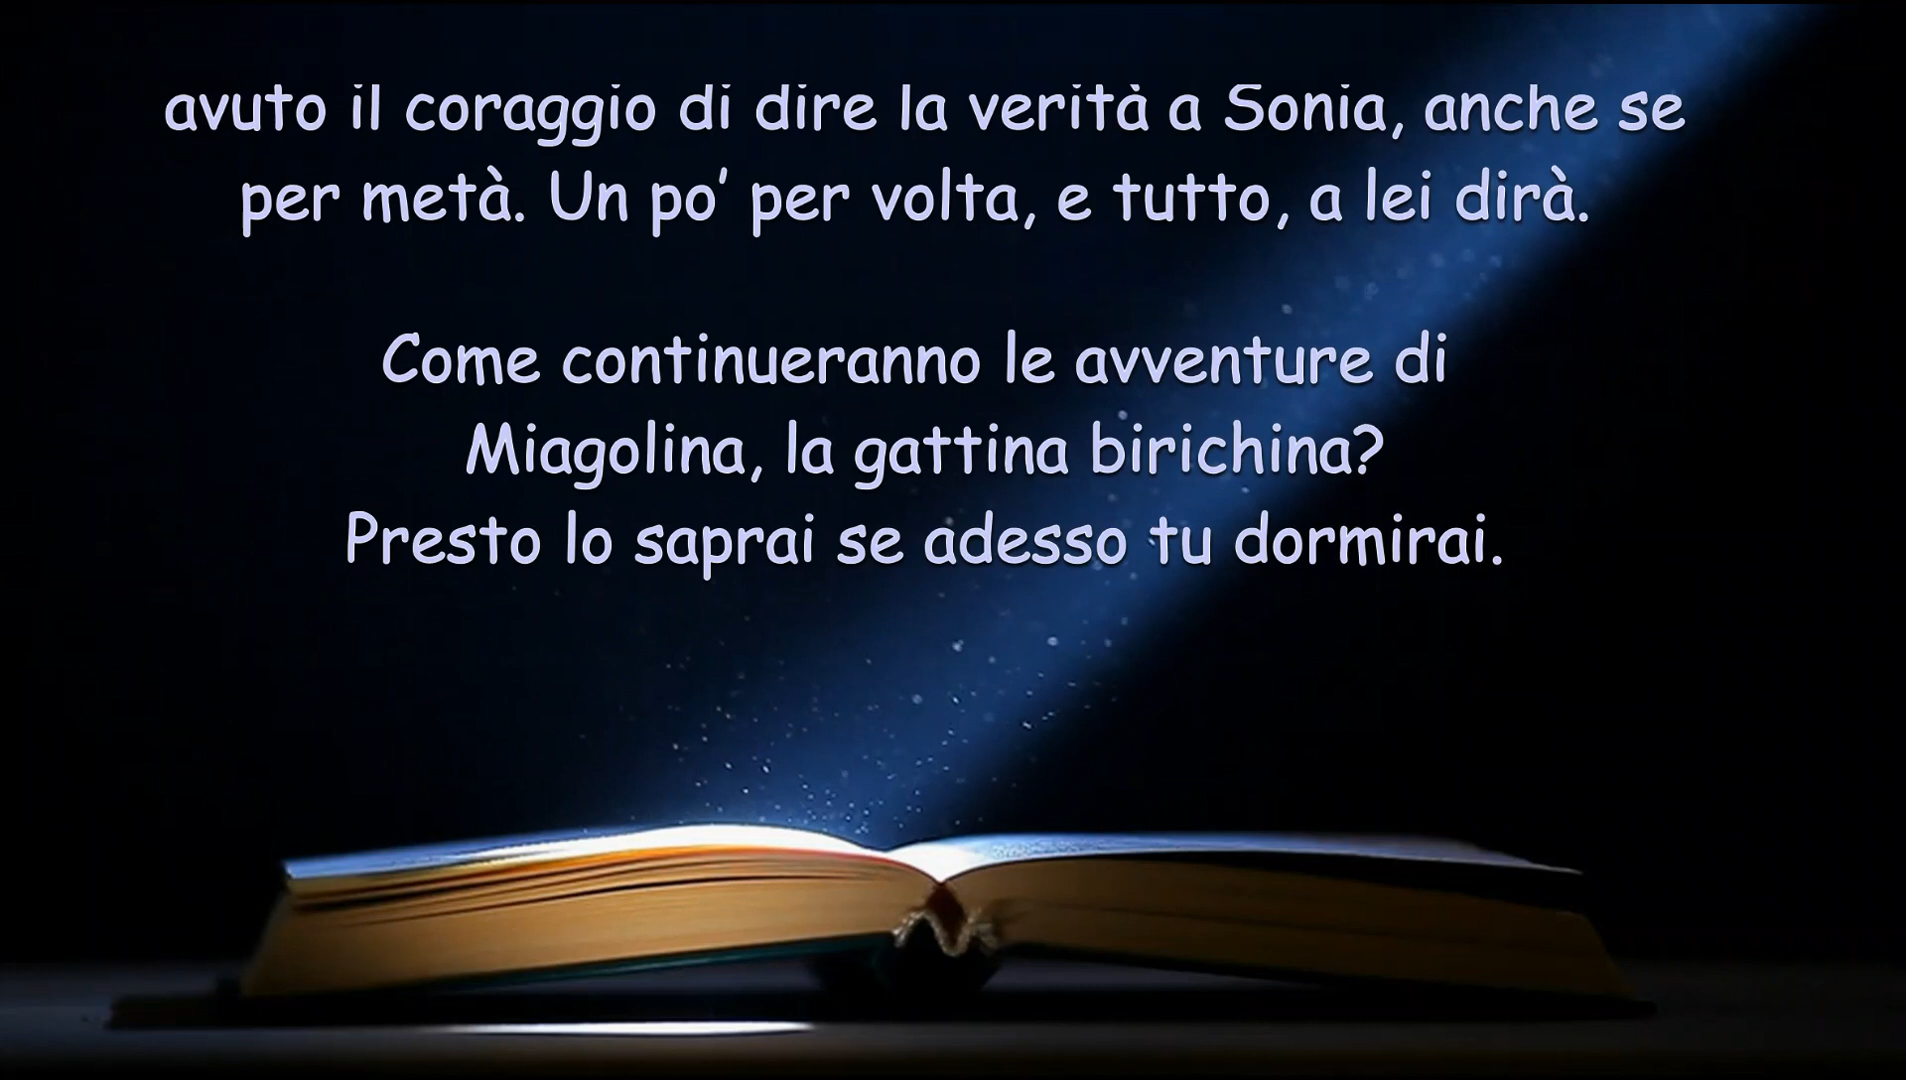 avuto il coraggio di dire la verità a Sonia, anche se
per metà. Un po’ per volta, e tutto, a lei dirà.
Come continueranno le avventure di
Miagolina, la gattina birichina?
Presto lo saprai se adesso tu dormirai.